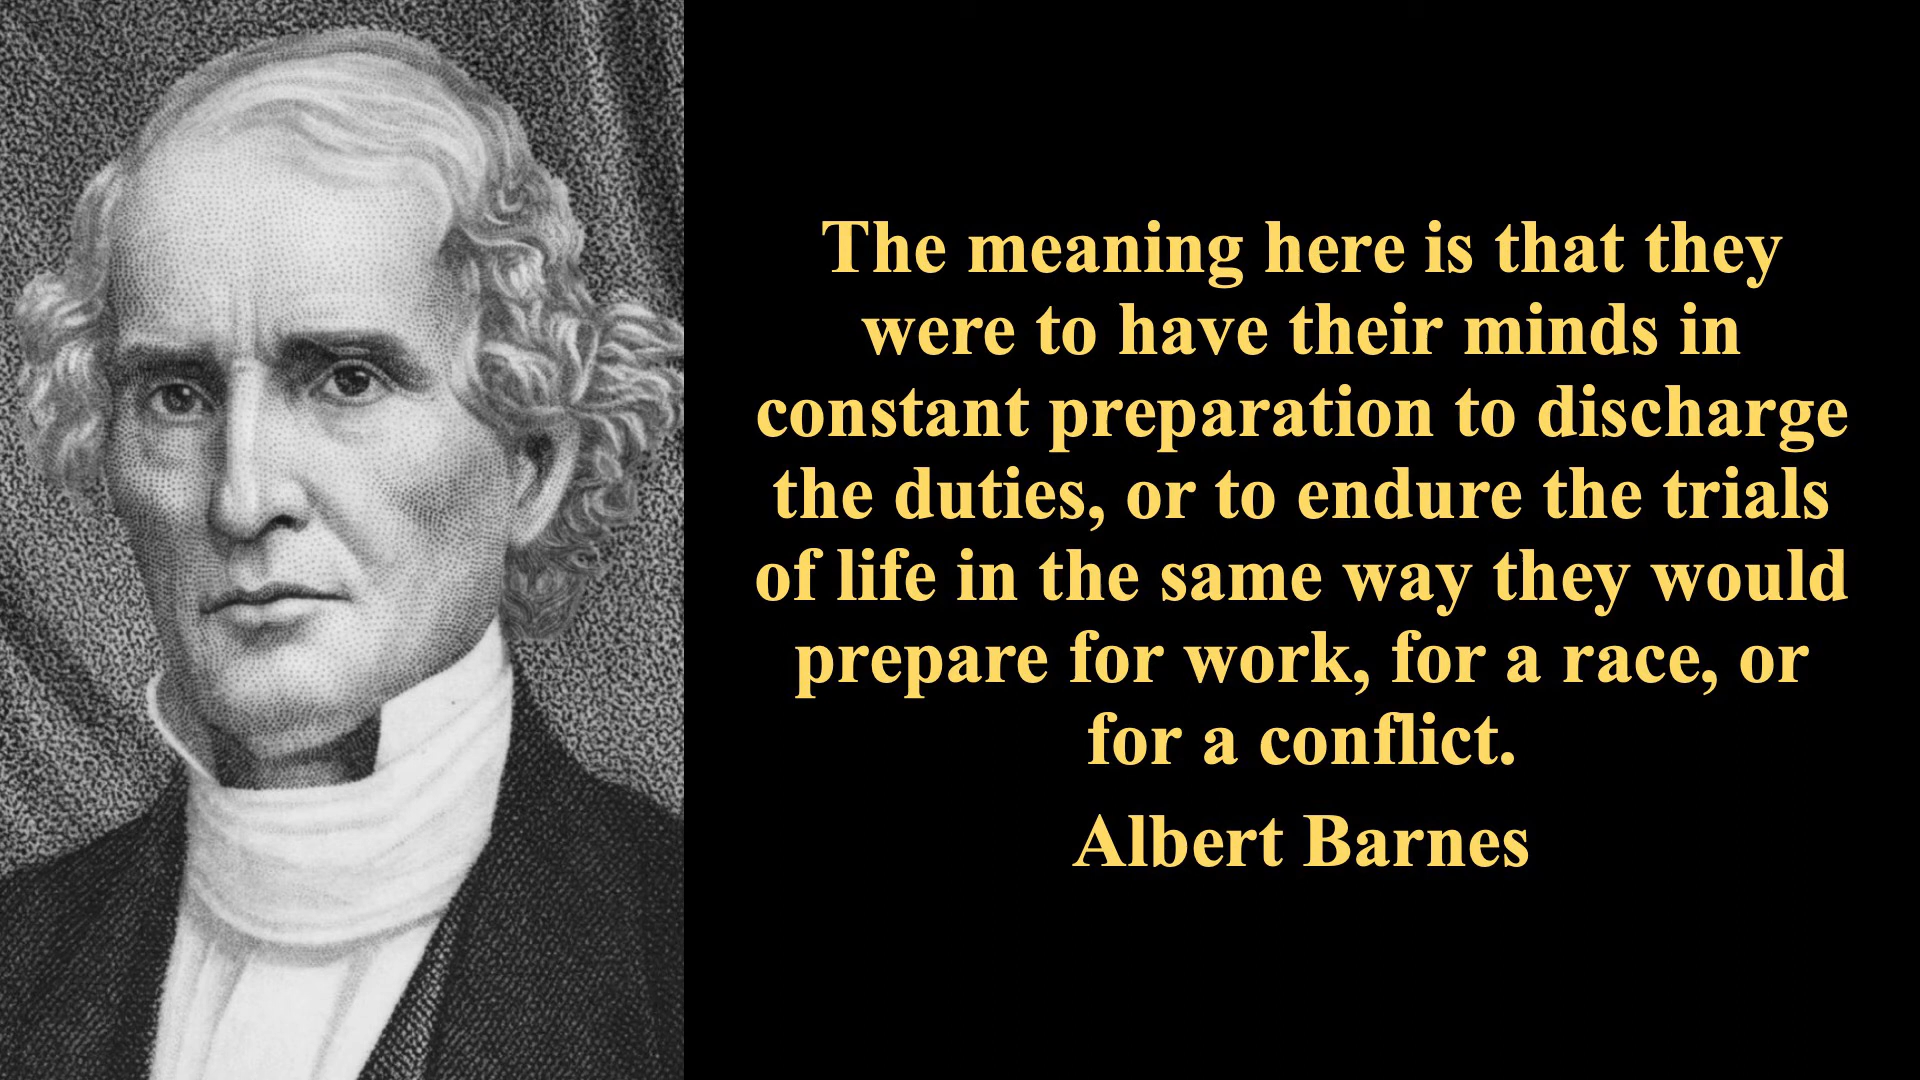 The meaning here is that they
were to have their minds in
constant preparation to discharge
the duties, or to endure the trials
of life in the same way they would
prepare for work, for a race, or
for a conflict.
Albert Barnes